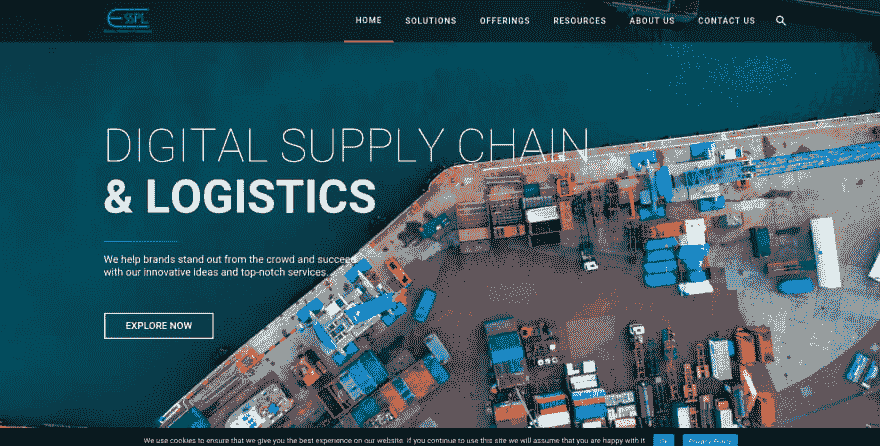 ESSPL
HOME SOLUTIONS OFFERINGS RESOURCES ABOUT US CONTACT US
DIGITAL SUPPLY CHAIN
& LOGISTICS
We help brands stand out from the crowd and succeed
with our innovative ideas and top-notch services.
EXPLORE NOW
We use cookies to ensure that we give you the best experience on our website. If you continue to use this site we will assume that you are happy with it Ok Privacy Policy